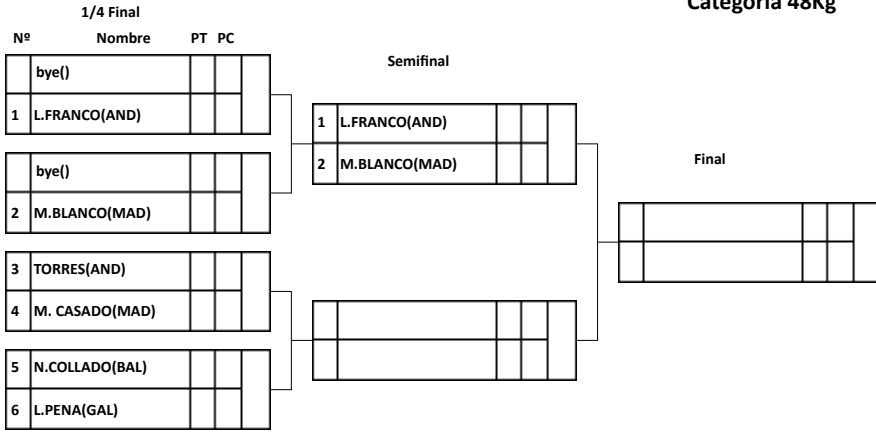 Categoría 48Kg
1/4 Final
Nº Nombre PT PC
bye()
1 L.FRANCO(AND)
bye()
2 M.BLANCO(MAD)
3 TORRES(AND)
4 M. CASADO(MAD)
5 N.COLLADO(BAL)
6 L.PENA(GAL)
Semifinal
1 L.FRANCO(AND)
2 M.BLANCO(MAD)
Final